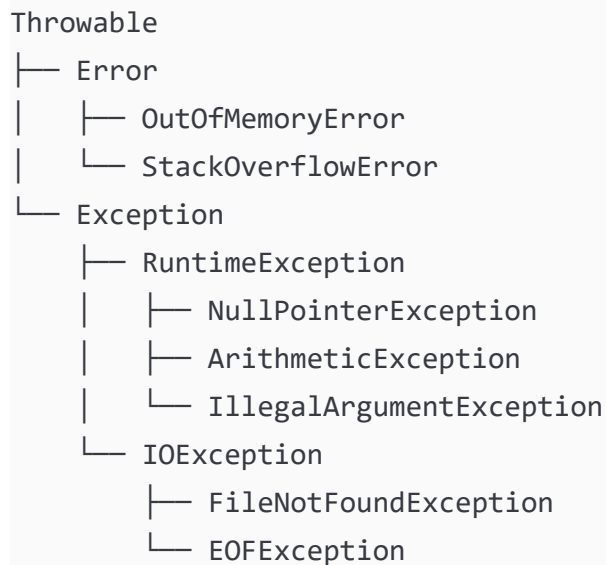 Throwable
├── Error
│   ├── OutOfMemoryError
│   └── StackOverflowError
└── Exception
    ├── RuntimeException
    │   ├── NullPointerException
    │   ├── ArithmeticException
    │   └── IllegalArgumentException
    └── IOException
        ├── FileNotFoundException
        └── EOFException